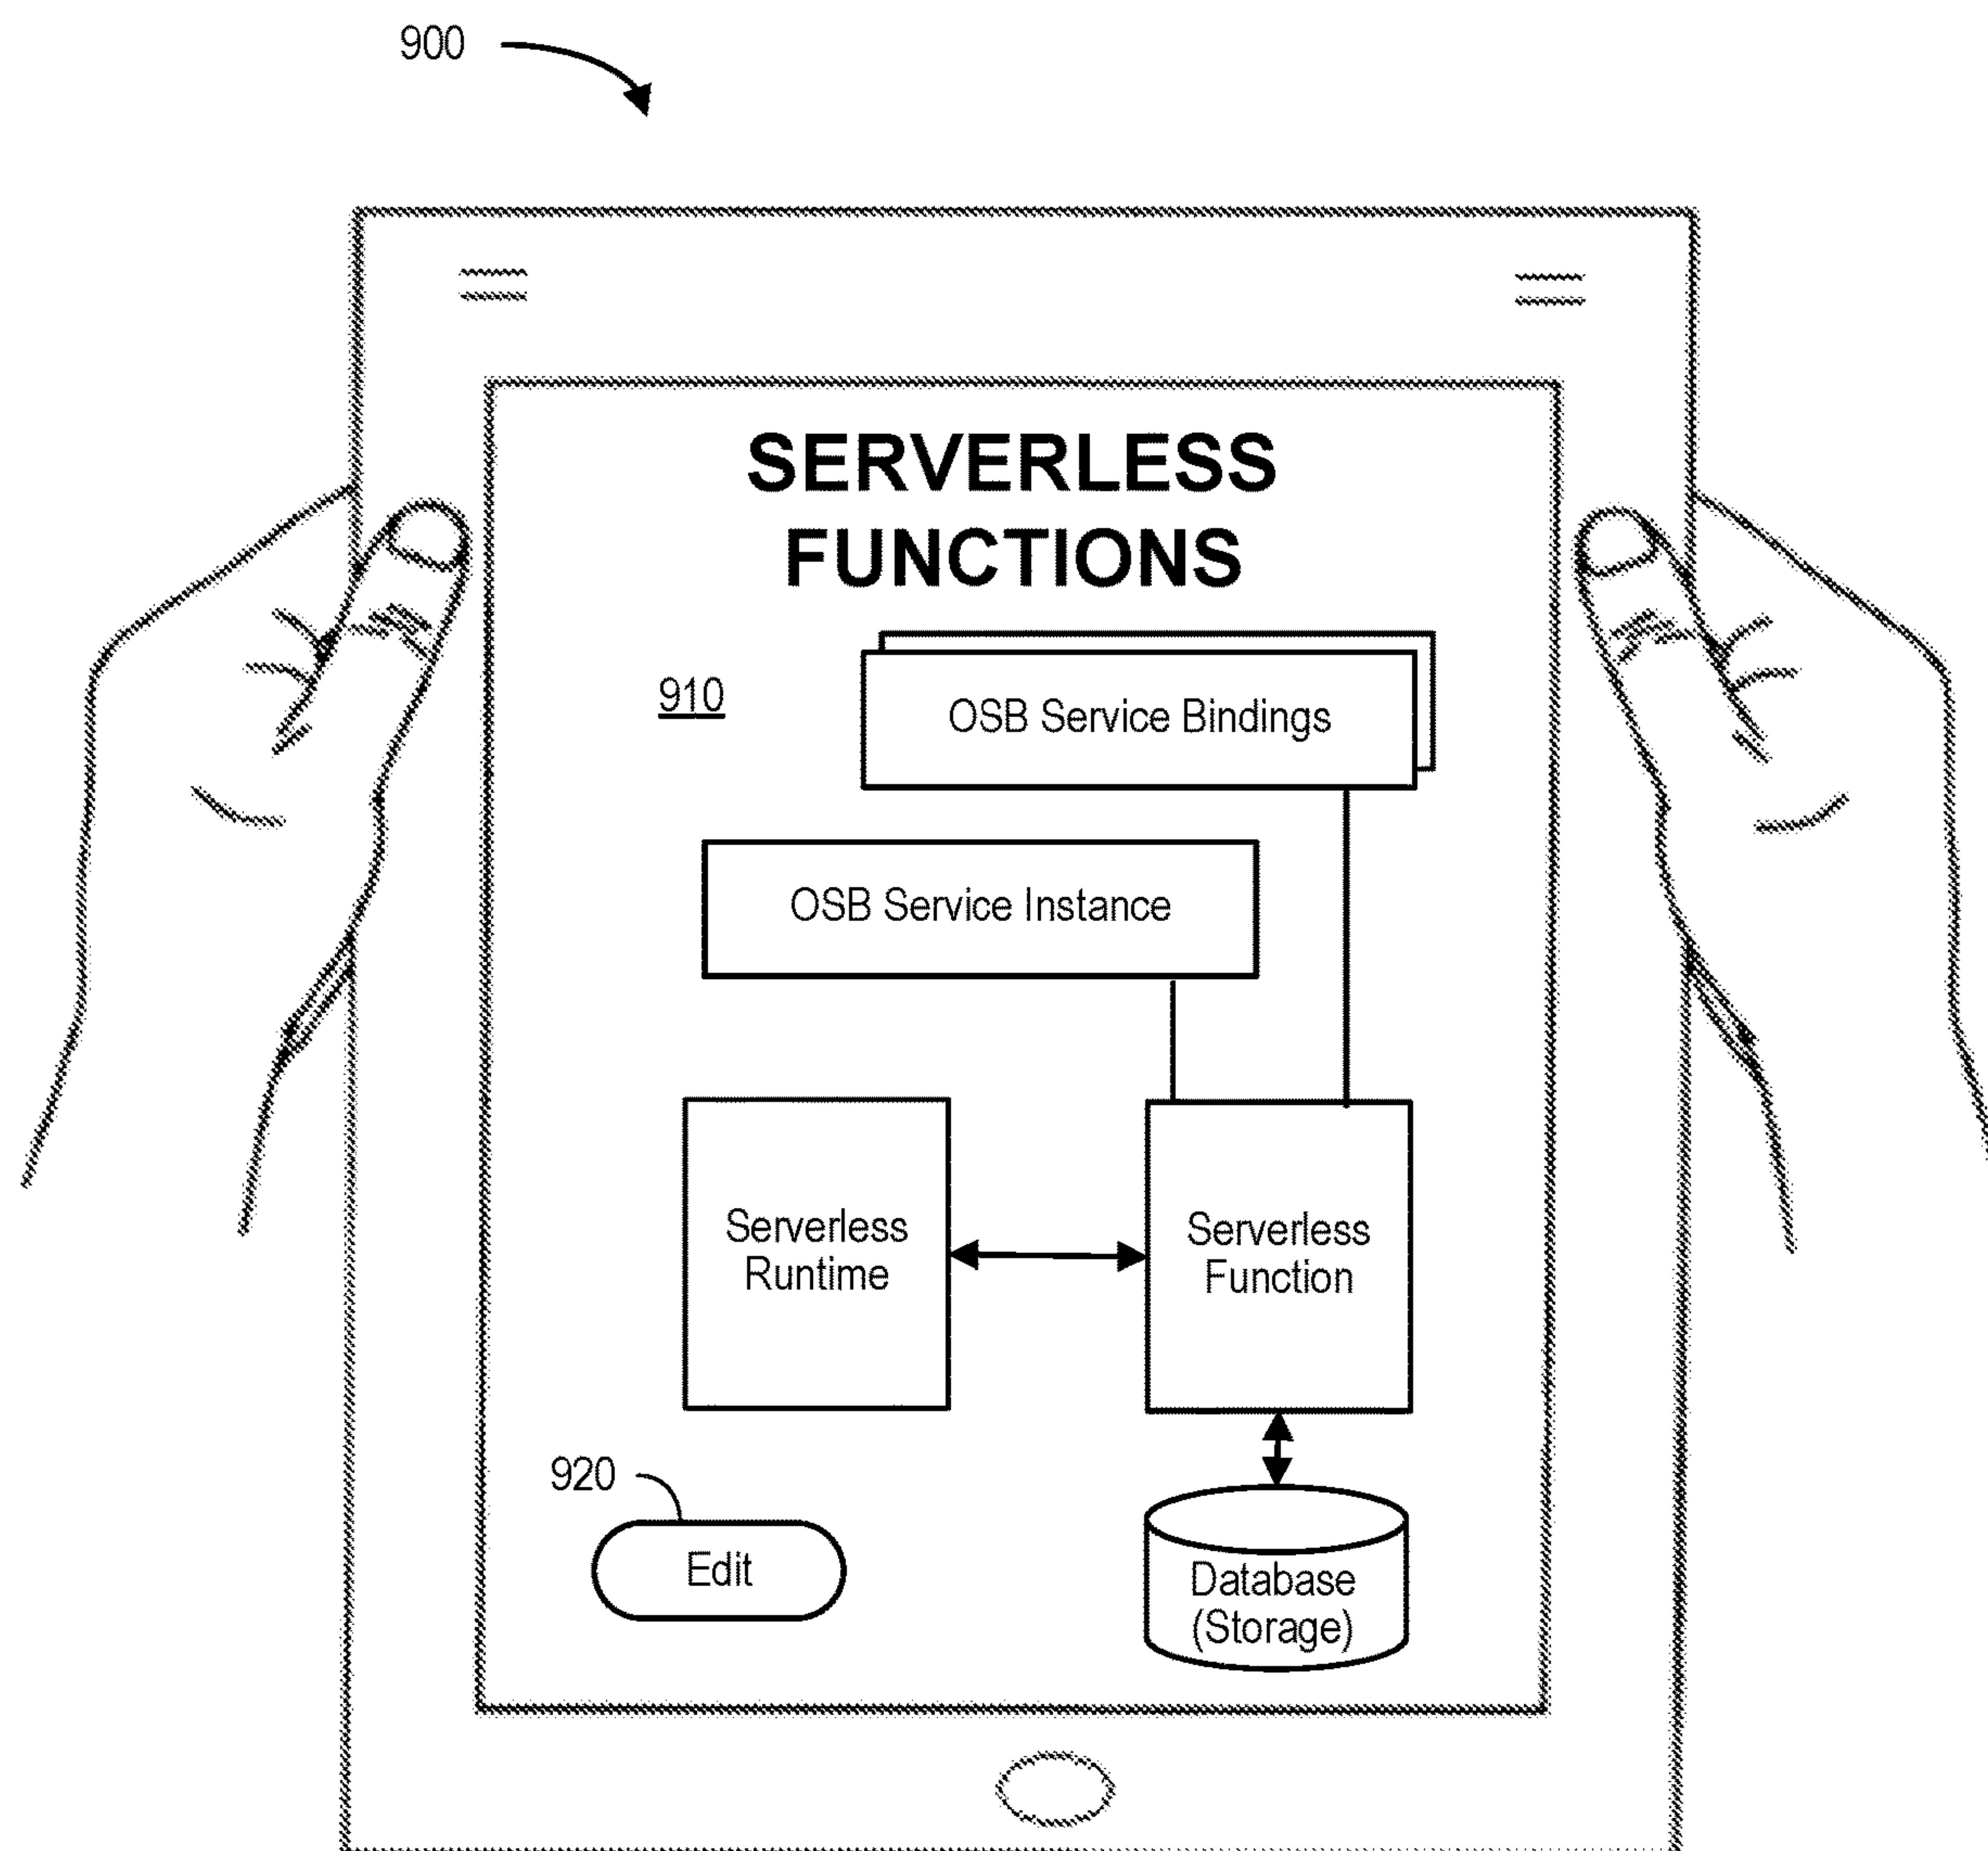 900
SERVERLESS
FUNCTIONS
910
OSB Service Bindings
OSB Service Instance
Serverless
Runtime
Serverless
Function
920
Edit
Database
(Storage)